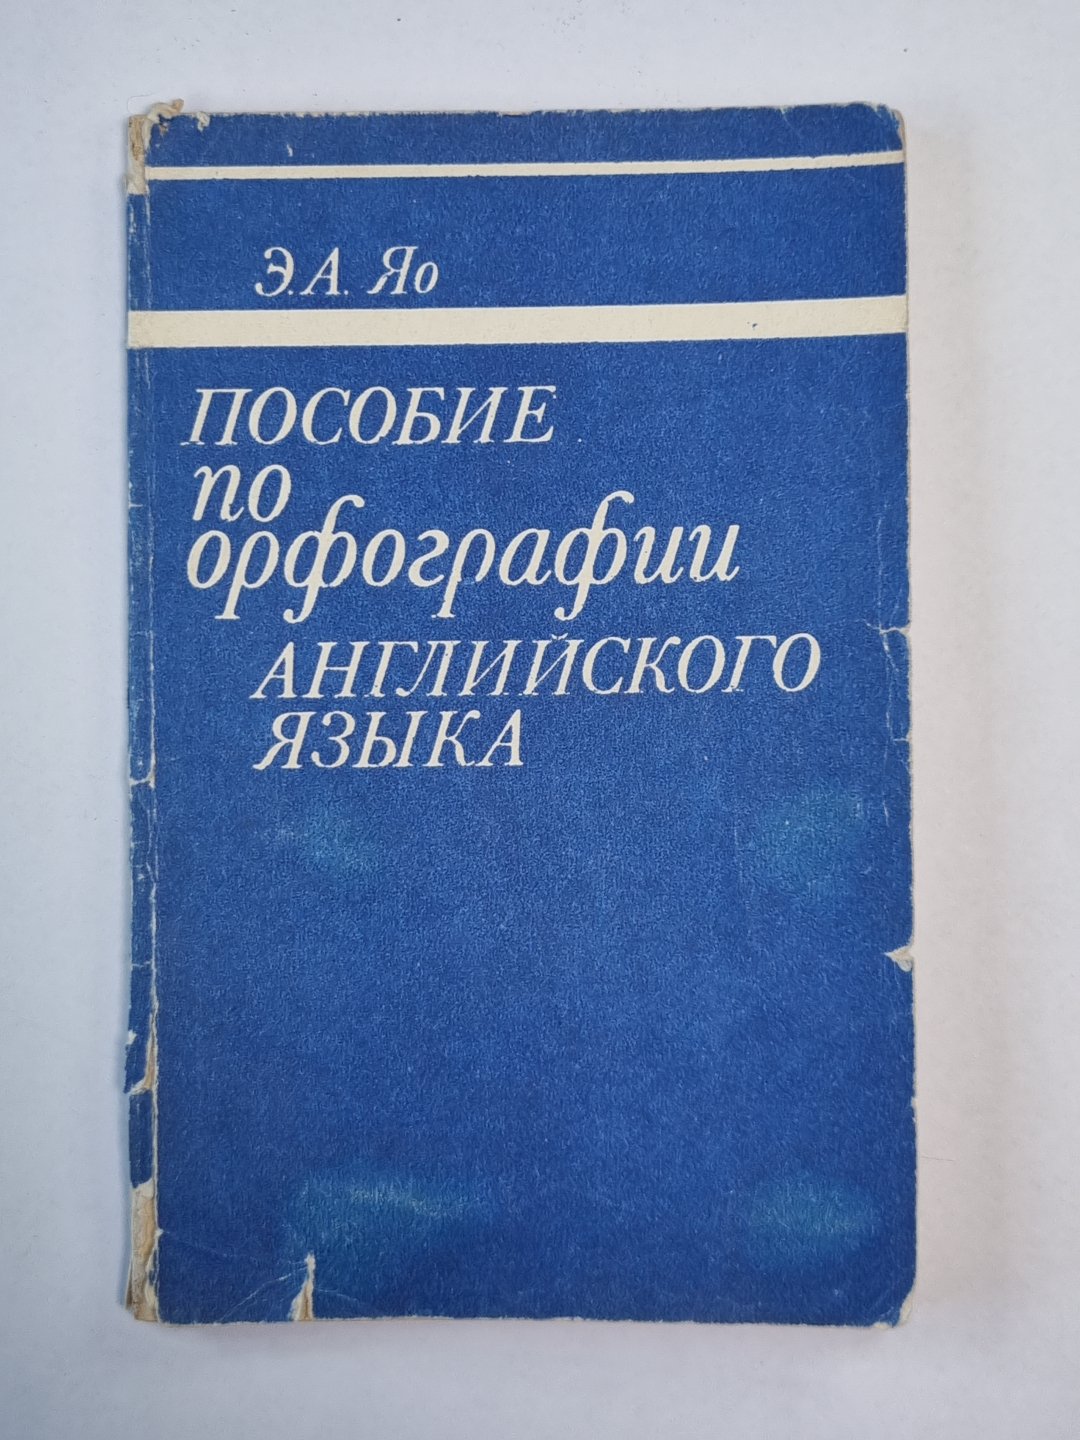 Э.А. Яо
ПОСОБИЕ
по
орфографии
АНГЛИЙСКОГО
ЯЗЫКА